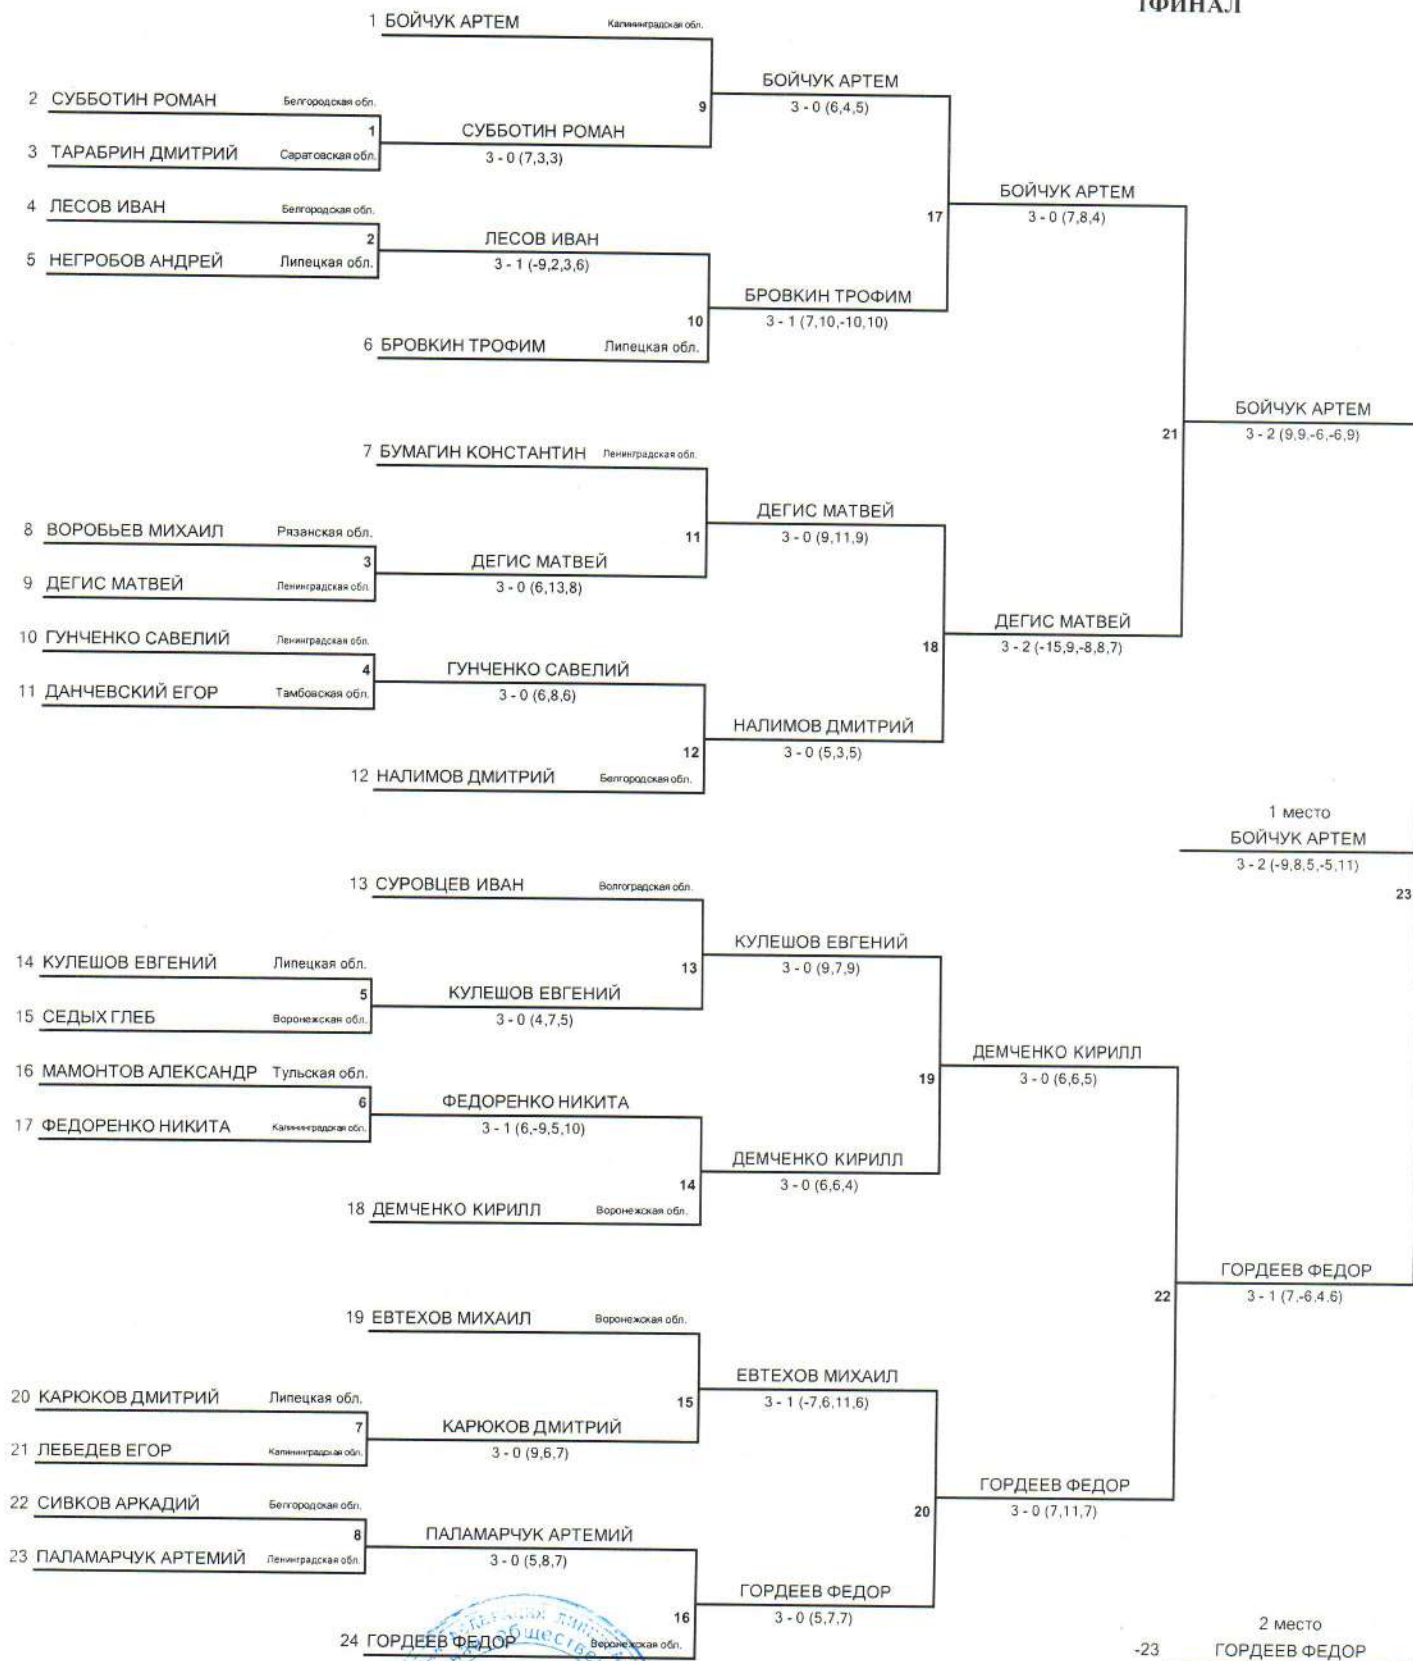 1ФИНАЛ
1 БОЙЧУК АРТЕМ Калининградская обл.
БОЙЧУК АРТЕМ
2 СУББОТИН РОМАН Белгородская обл.
9
3 - 0 (6,4,5)
1
СУББОТИН РОМАН
3 ТАРАБРИН ДМИТРИЙ Саратовская обл.
3 - 0 (7,3,3)
БОЙЧУК АРТЕМ
4 ЛЕСОВ ИВАН Белгородская обл.
17
3 - 0 (7,8,4)
2
ЛЕСОВ ИВАН
5 НЕГРОБОВ АНДРЕЙ Липецкая обл.
3 - 1 (-9,2,3,6)
БРОВКИН ТРОФИМ
10
3 - 1 (7,10,-10,10)
6 БРОВКИН ТРОФИМ Липецкая обл.
БОЙЧУК АРТЕМ
21
3 - 2 (9,9,-6,-6,9)
7 БУМАГИН КОНСТАНТИН Ленинградская обл.
ДЕГИС МАТВЕЙ
8 ВОРОБЬЕВ МИХАИЛ Рязанская обл.
11
3 - 0 (9,11,9)
3
ДЕГИС МАТВЕЙ
9 ДЕГИС МАТВЕЙ Ленинградская обл.
3 - 0 (6,13,8)
ДЕГИС МАТВЕЙ
10 ГУНЧЕНКО САВЕЛИЙ Ленинградская обл.
18
3 - 2 (-15,9,-8,8,7)
4
ГУНЧЕНКО САВЕЛИЙ
11 ДАНЧЕВСКИЙ ЕГОР Тамбовская обл.
3 - 0 (6,8,6)
НАЛИМОВ ДМИТРИЙ
12
3 - 0 (5,3,5)
12 НАЛИМОВ ДМИТРИЙ Белгородская обл.
1 место
БОЙЧУК АРТЕМ
3 - 2 (-9,8,5,-5,11)
23
13 СУРОВЦЕВ ИВАН Волгоградская обл.
КУЛЕШОВ ЕВГЕНИЙ
14 КУЛЕШОВ ЕВГЕНИЙ Липецкая обл.
13
3 - 0 (9,7,9)
5
КУЛЕШОВ ЕВГЕНИЙ
15 СЕДЫХ ГЛЕБ Воронежская обл.
3 - 0 (4,7,5)
ДЕМЧЕНКО КИРИЛЛ
16 МАМОНТОВ АЛЕКСАНДР Тульская обл.
19
3 - 0 (6,6,5)
6
ФЕДОРЕНКО НИКИТА
17 ФЕДОРЕНКО НИКИТА Калининградская обл.
3 - 1 (6,-9,5,10)
ДЕМЧЕНКО КИРИЛЛ
14
3 - 0 (6,6,4)
18 ДЕМЧЕНКО КИРИЛЛ Воронежская обл.
ГОРДЕЕВ ФЕДОР
22
3 - 1 (7,-6,4,6)
19 ЕВТЕХОВ МИХАИЛ Воронежская обл.
ЕВТЕХОВ МИХАИЛ
20 КАРЮКОВ ДМИТРИЙ Липецкая обл.
15
3 - 1 (-7,6,11,6)
7
КАРЮКОВ ДМИТРИЙ
21 ЛЕБЕДЕВ ЕГОР Калининградская обл.
3 - 0 (9,6,7)
ГОРДЕЕВ ФЕДОР
22 СИВКОВ АРКАДИЙ Белгородская обл.
20
3 - 0 (7,11,7)
8
ПАЛАМАРЧУК АРТЕМИЙ
23 ПАЛАМАРЧУК АРТЕМИЙ Ленинградская обл.
3 - 0 (5,8,7)
ГОРДЕЕВ ФЕДОР
16
3 - 0 (5,7,7)
24 ГОРДЕЕВ ФЕДОР Воронежская обл.
2 место
-23 ГОРДЕЕВ ФЕДОР